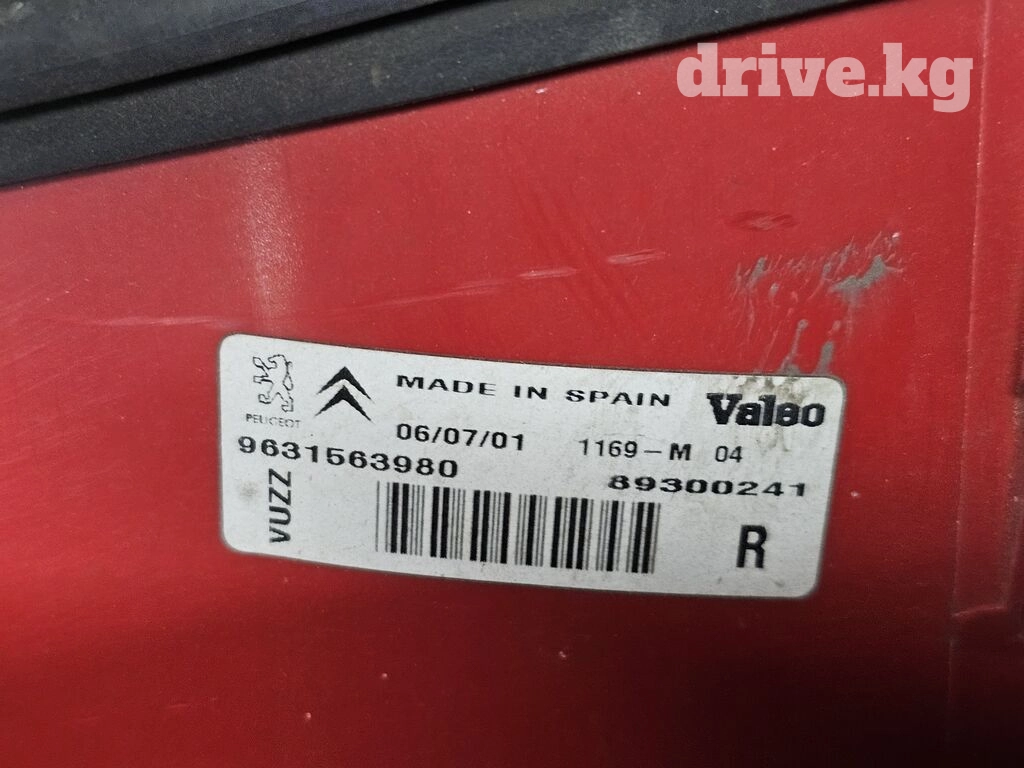 drive.kg
MADE IN SPAIN
Valeo
PEUGEOT
06/07/01 1169-M 04
9631563980
89300241
VUZZ
R